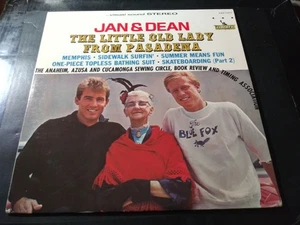 STEREO
JAN & DEAN
THE LITTLE OLD LADY
FROM PASADENA
MEMPHIS • SIDEWALK SURFIN' • SUMMER MEANS FUN
ONE-PIECE TOPLESS BATHING SUIT • SKATEBOARDING (Part 2)
THE ANAHEIM, AZUSA AND CUCAMONGA SEWING CIRCLE, BOOK REVIEW AND TIMING ASSOCIATION
FOX